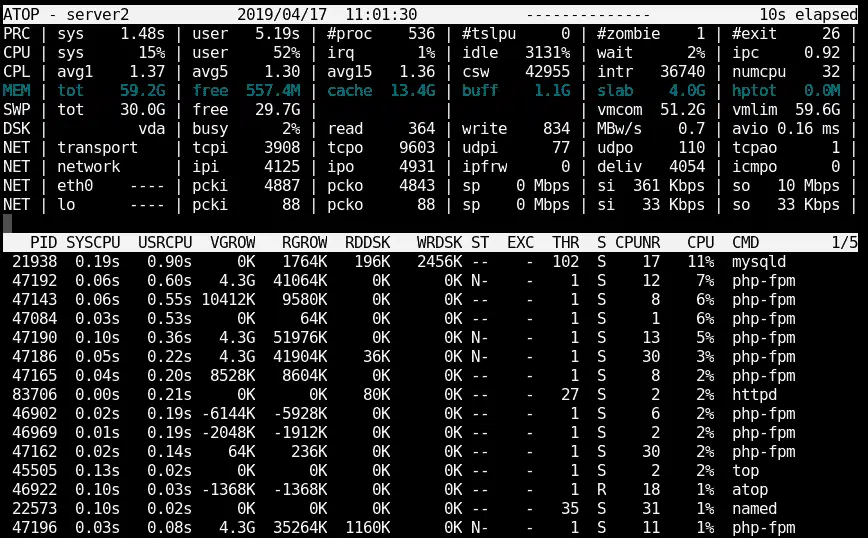 ATOP - server2 2019/04/17 11:01:30 ------------- 10s elapsed
PRC | sys 1.48s | user 5.19s | #proc 536 | #tslpu 0 | #zombie 1 | #exit 26 |
CPU | sys 15% | user 52% | irq 1% | idle 3131% | wait 2% | ipc 0.92 |
CPL | avg1 1.37 | avg5 1.30 | avg15 1.36 | csw 42955 | intr 36740 | numcpu 32 |
MEM | tot 59.2G | free 557.4M | cache 13.4G | buff 1.1G | slab 4.0G | hptot 0.0M |
SWP | tot 30.0G | free 29.7G | | | vmcom 51.2G | vmlim 59.6G |
DSK | vda | busy 2% | read 364 | write 834 | MBw/s 0.7 | avio 0.16 ms |
NET | transport | tcpi 3908 | tcpo 9603 | udpi 77 | udpo 110 | tcpao 1 |
NET | network | ipi 4125 | ipo 4931 | ipfrw 0 | deliv 4054 | icmpo 0 |
NET | eth0 ---- | pcki 4887 | pcko 4843 | sp 0 Mbps | si 361 Kbps | so 10 Mbps |
NET | lo ---- | pcki 88 | pcko 88 | sp 0 Mbps | si 33 Kbps | so 33 Kbps |
PID SYSCPU USRCPU VGROW RGROW RDDSK WRDSK ST EXC THR S CPUNR CPU CMD 1/5
21938 0.19s 0.90s 0K 1764K 196K 2456K -- - 102 S 17 11% mysqld
47192 0.06s 0.60s 4.3G 41064K 0K 0K N- - 1 S 12 7% php-fpm
47143 0.06s 0.55s 10412K 9580K 0K 0K -- - 1 S 8 6% php-fpm
47084 0.03s 0.53s 0K 64K 0K 0K -- - 1 S 1 6% php-fpm
47190 0.10s 0.36s 4.3G 51976K 0K 0K N- - 1 S 13 5% php-fpm
47186 0.05s 0.22s 4.3G 41904K 36K 0K N- - 1 S 30 3% php-fpm
47165 0.04s 0.20s 8528K 8604K 0K 0K -- - 1 S 8 2% php-fpm
83706 0.00s 0.21s 0K 0K 80K 0K -- - 27 S 2 2% httpd
46902 0.02s 0.19s -6144K -5928K 0K 0K -- - 1 S 6 2% php-fpm
46969 0.01s 0.19s -2048K -1912K 0K 0K -- - 1 S 2 2% php-fpm
47162 0.02s 0.14s 64K 236K 0K 0K -- - 1 S 30 2% php-fpm
45505 0.13s 0.02s 0K 0K 0K 0K -- - 1 S 2 2% top
46922 0.10s 0.03s -1368K -1368K 0K 0K -- - 1 R 18 1% atop
22573 0.10s 0.02s 0K 0K 0K 0K -- - 35 S 31 1% named
47196 0.03s 0.08s 4.3G 35264K 1160K 0K N- - 1 S 11 1% php-fpm